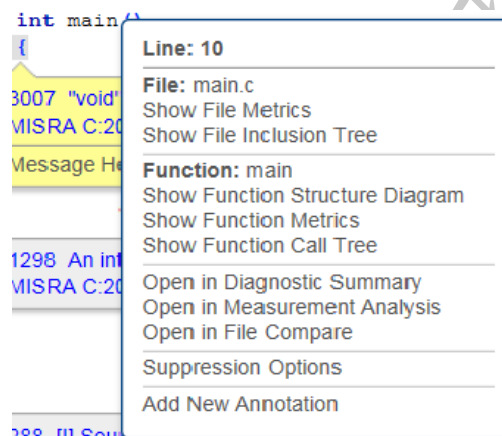 int main()
{
Line: 10
File: main.c
Show File Metrics
Show File Inclusion Tree
Function: main
Show Function Structure Diagram
Show Function Metrics
Show Function Call Tree
Open in Diagnostic Summary
Open in Measurement Analysis
Open in File Compare
Suppression Options
Add New Annotation
3007 "void"
MISRA C:20
Message He
1298 An int
MISRA C:20